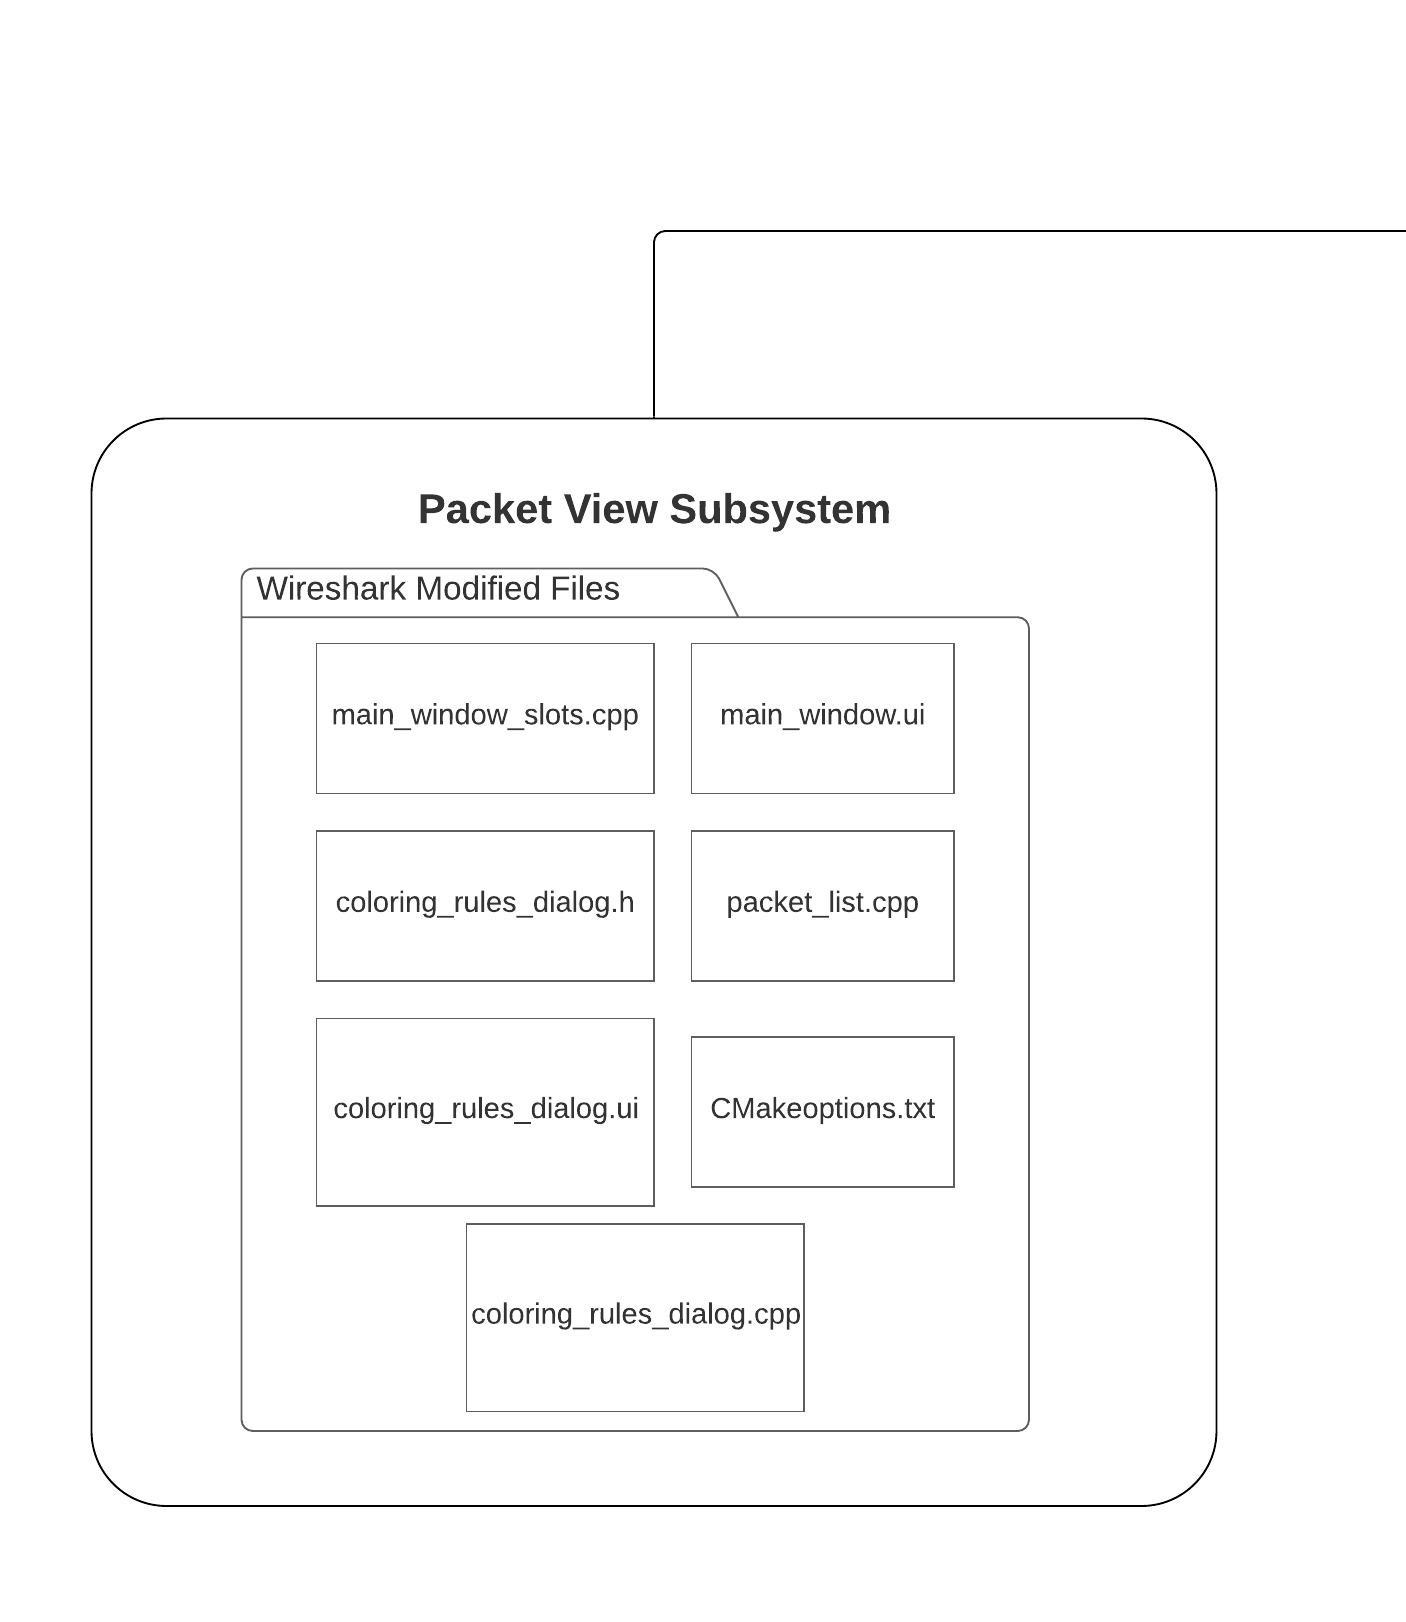 Packet View Subsystem
Wireshark Modified Files
main_window_slots.cpp
main_window.ui
coloring_rules_dialog.h
packet_list.cpp
coloring_rules_dialog.ui
CMakeoptions.txt
coloring_rules_dialog.cpp